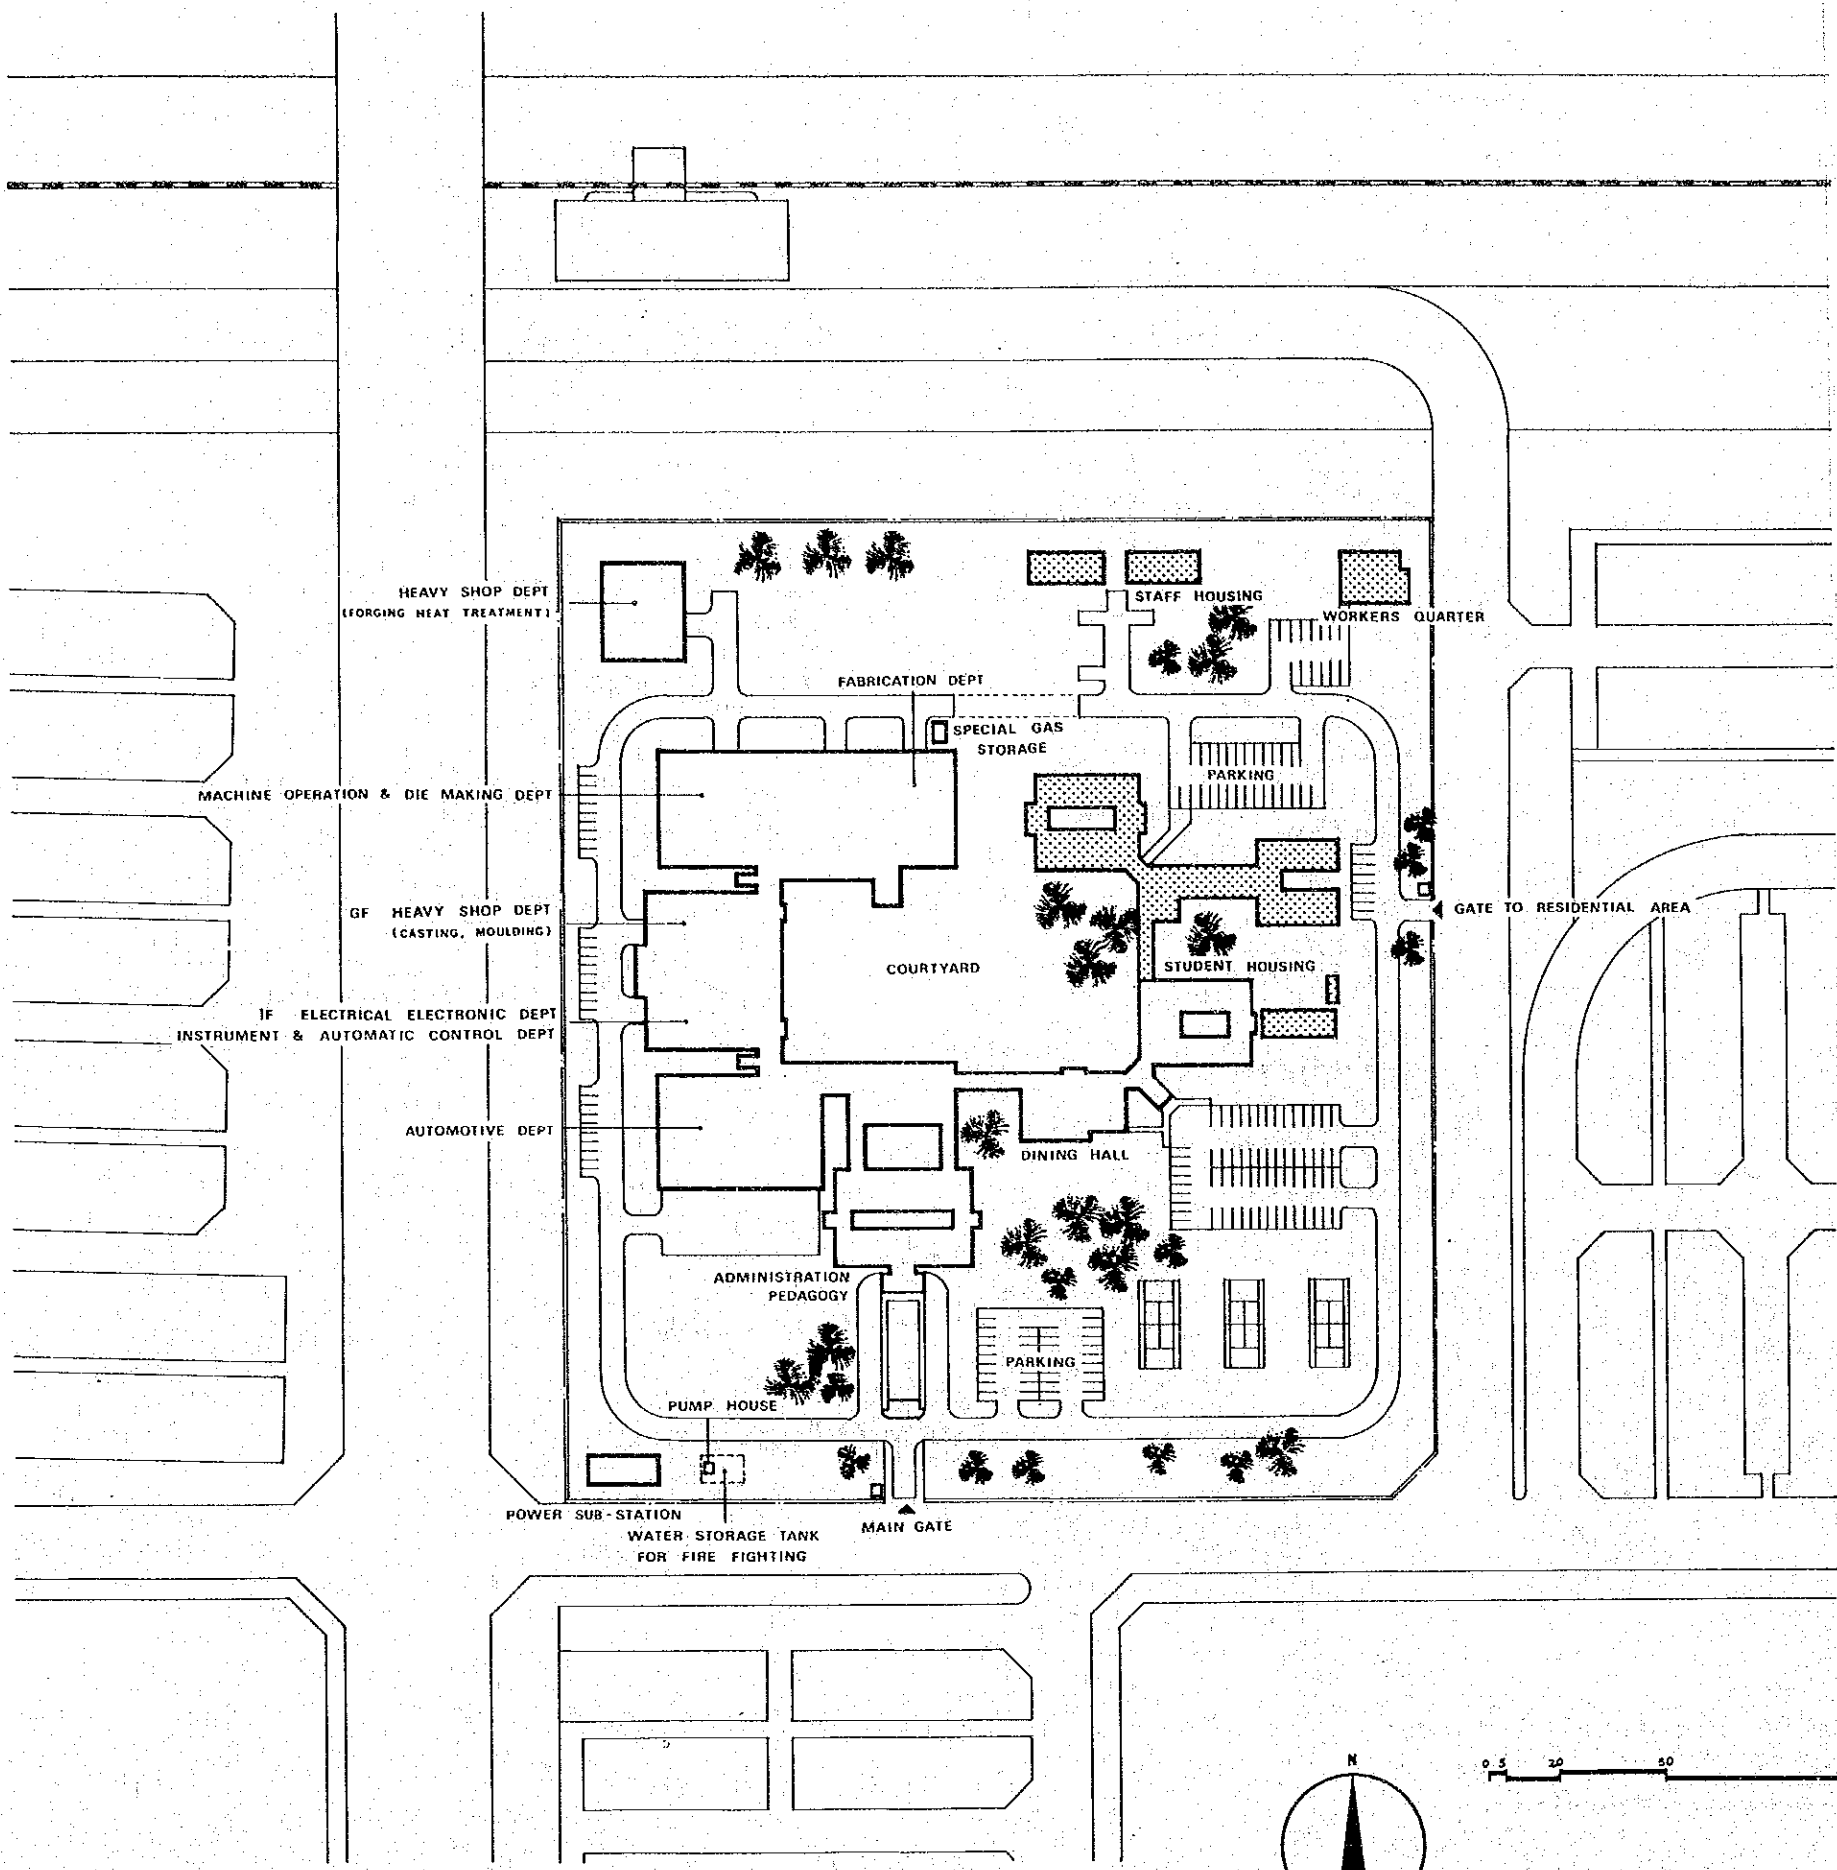 HEAVY SHOP DEPT
(FORGING HEAT TREATMENT)
STAFF HOUSING
WORKERS QUARTER
FABRICATION DEPT
SPECIAL GAS
STORAGE
PARKING
MACHINE OPERATION & DIE MAKING DEPT
GF HEAVY SHOP DEPT
(CASTING, MOULDING)
GATE TO RESIDENTIAL AREA
COURTYARD
STUDENT HOUSING
1F ELECTRICAL ELECTRONIC DEPT
INSTRUMENT & AUTOMATIC CONTROL DEPT
AUTOMOTIVE DEPT
DINING HALL
ADMINISTRATION
PEDAGOGY
PARKING
PUMP HOUSE
POWER SUB-STATION
WATER STORAGE TANK
FOR FIRE FIGHTING
MAIN GATE
N
0 5 20 50